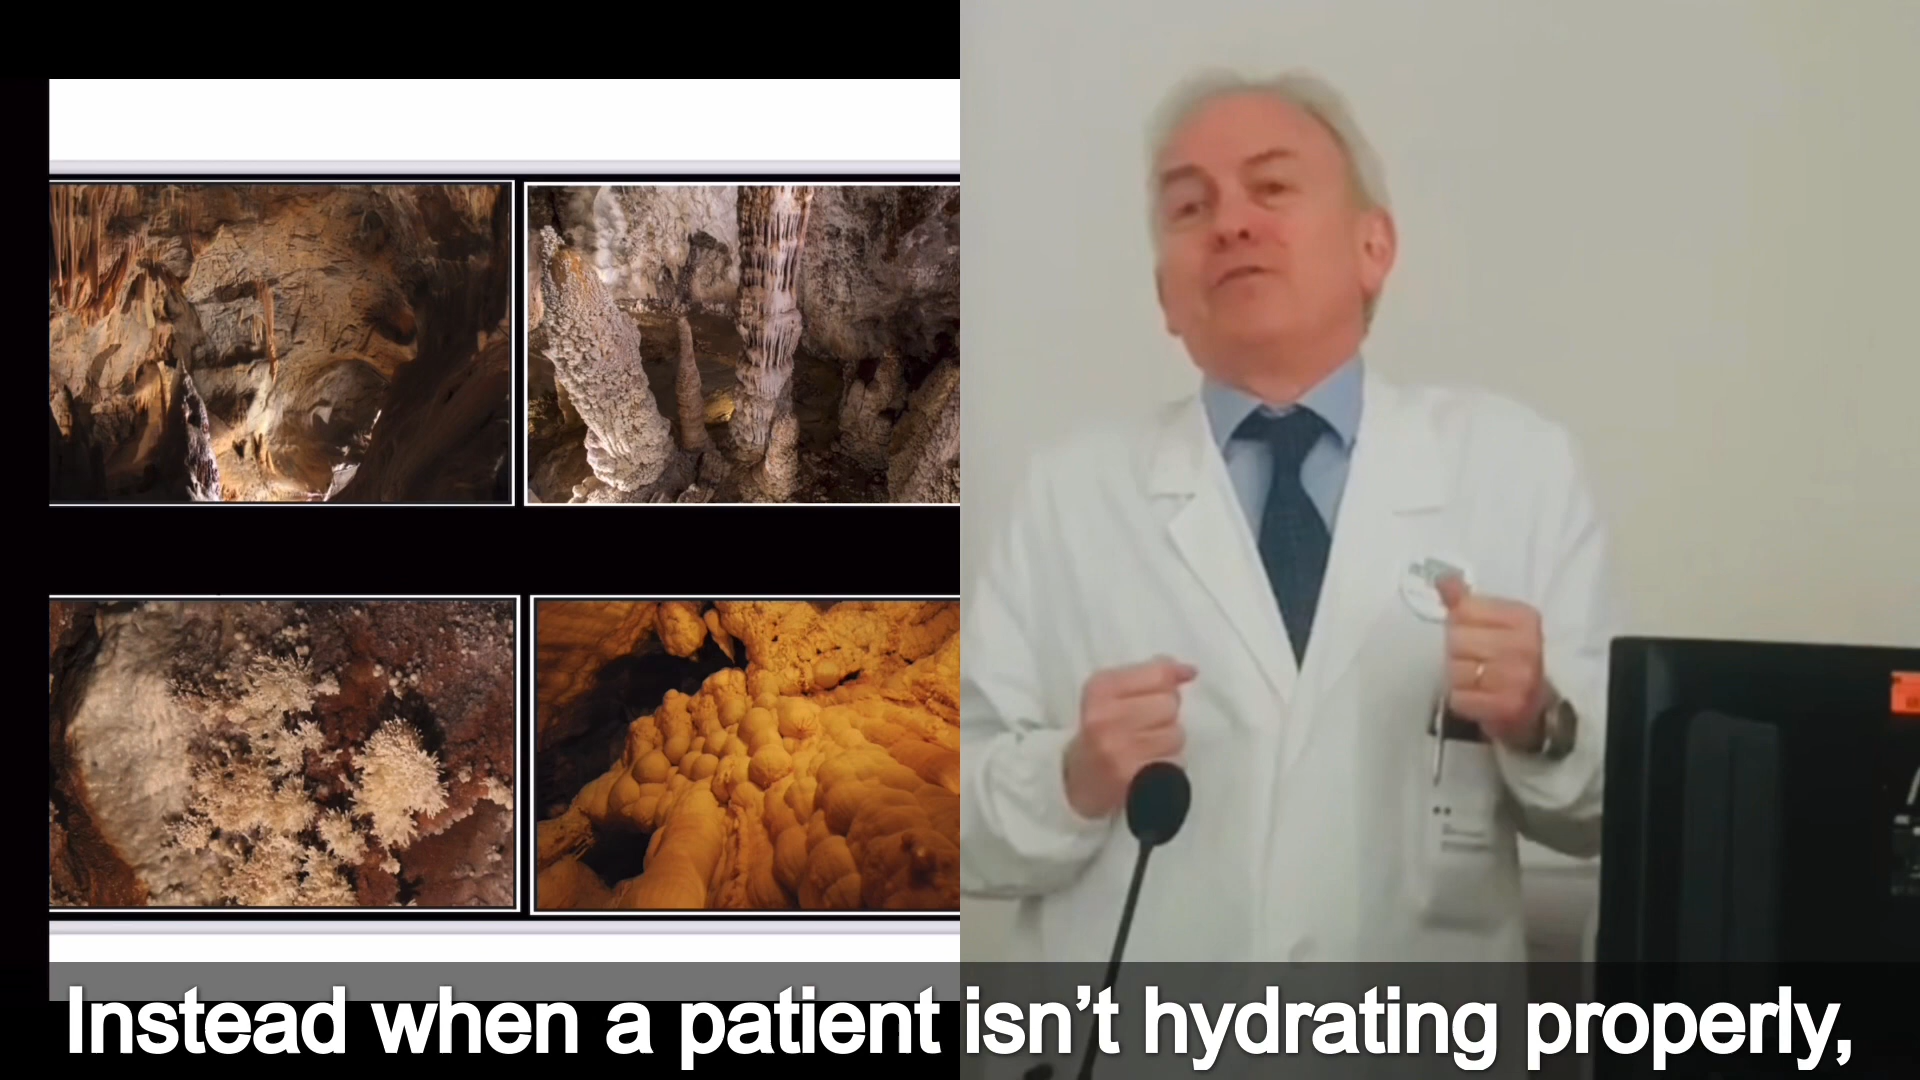 Instead when a patient isn't hydrating properly,